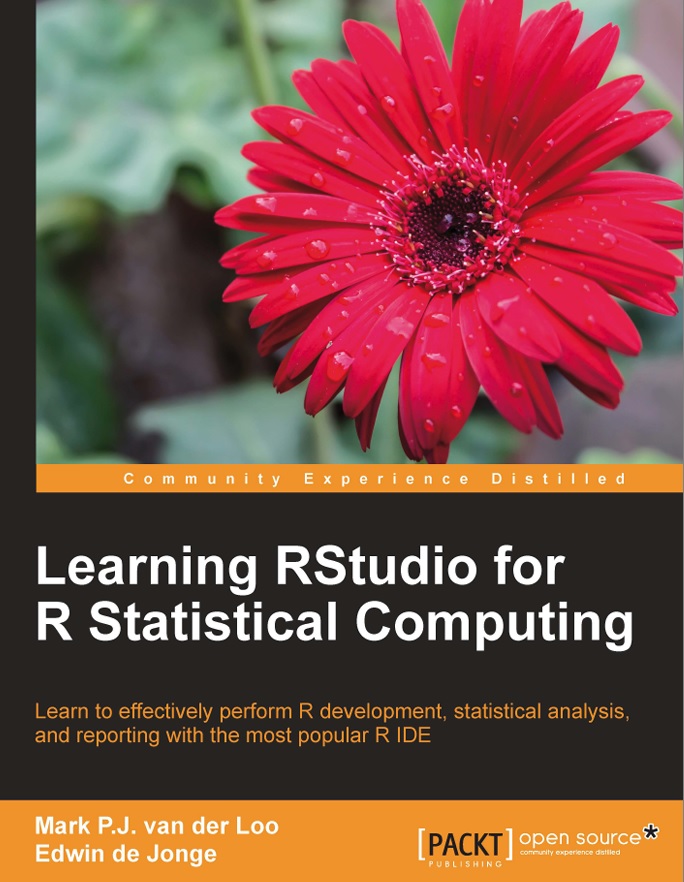 Community Experience Distilled
Learning RStudio for
R Statistical Computing
Learn to effectively perform R development, statistical analysis,
and reporting with the most popular R IDE
Mark P.J. van der Loo
Edwin de Jonge
[PACKT]
PUBLISHING
open source*
community experience distilled